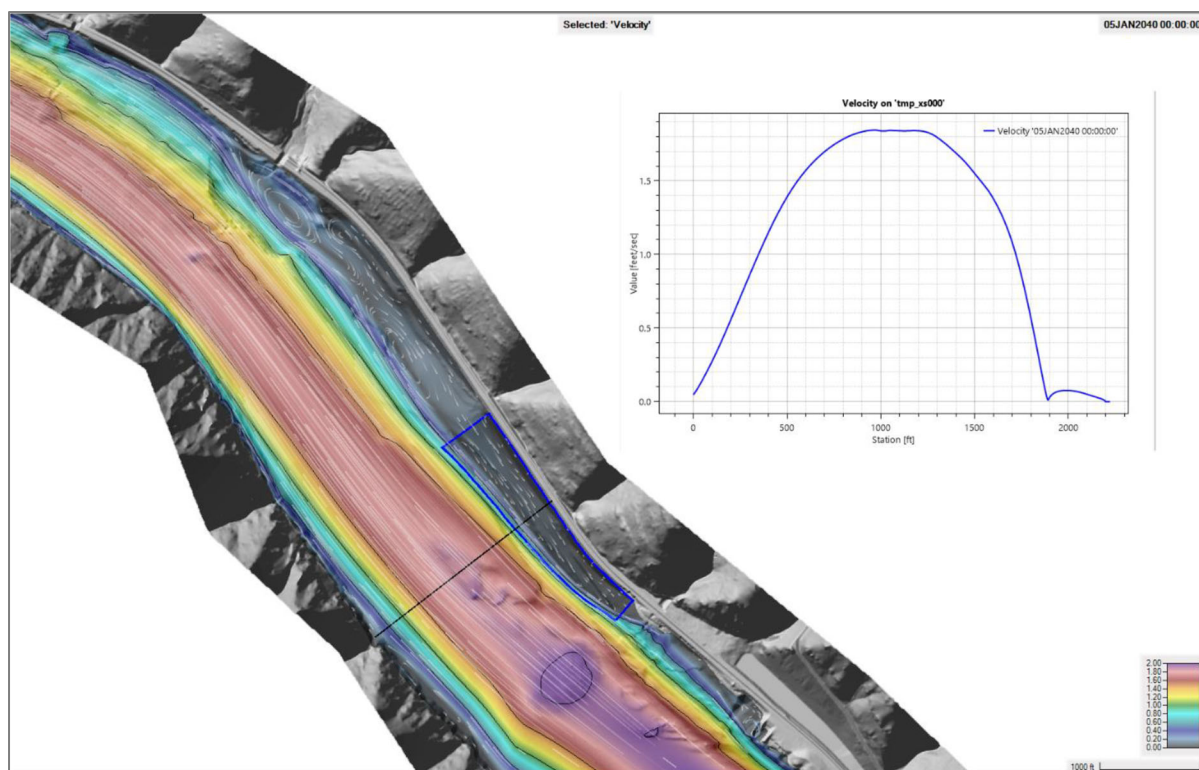 Selected: 'Velocity'
05JAN2040 00:00:00
Velocity on 'tmp_xs000'
Velocity '05JAN2040 00:00:00'
1.5
1.0
0.5
0.0
Value [feet/sec]
0
500
1000
1500
2000
Station [ft]
2.00
1.80
1.60
1.40
1.20
1.00
0.80
0.60
0.40
0.20
0.00
1000 ft